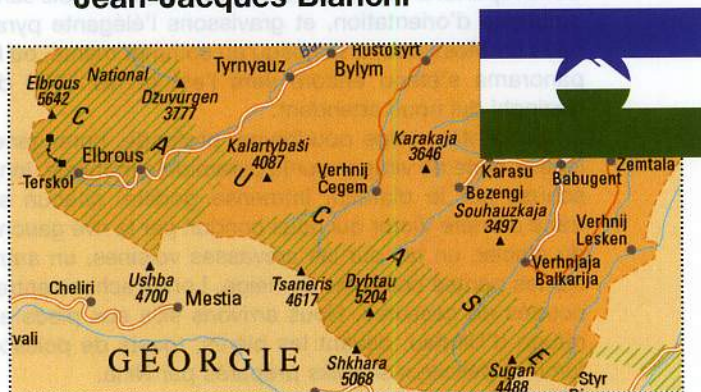 Jean-Jacques Bianchi
Hustosyrt
Tyrnyauz
Bylym
Elbrous
5642
National
Džuvurgen
3777
Kalartybaši
4087
Karakaja
3646
Elbrous
Terskol
Verhnij
Cegem
Karasu
Babugent
Zemtala
Bezengi
Souhauzkaja
3497
Verhnij
Lesken
Verhnjaja
Balkarija
CAUCASE
Ushba
4700
Tsaneris
4617
Dyhtau
5204
Cheliri
Mestia
vali
GÉORGIE
Shkhara
5068
Sugan
4488
Styr